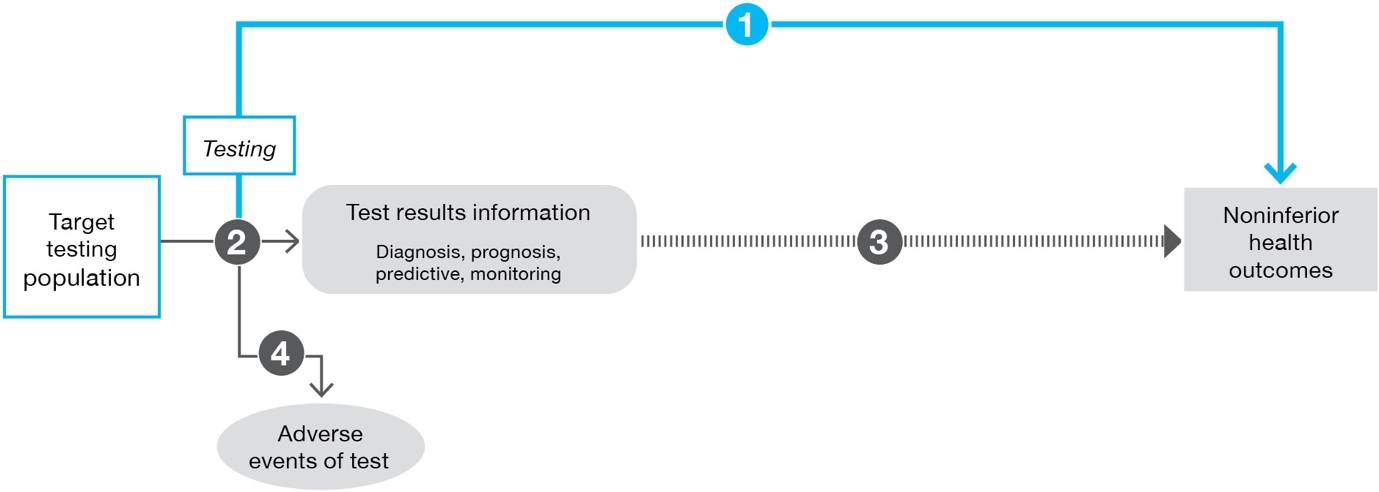 1
Testing
Target
testing
population
2
Test results information
Diagnosis, prognosis,
predictive, monitoring
3
Noninferior
health
outcomes
4
Adverse
events of test